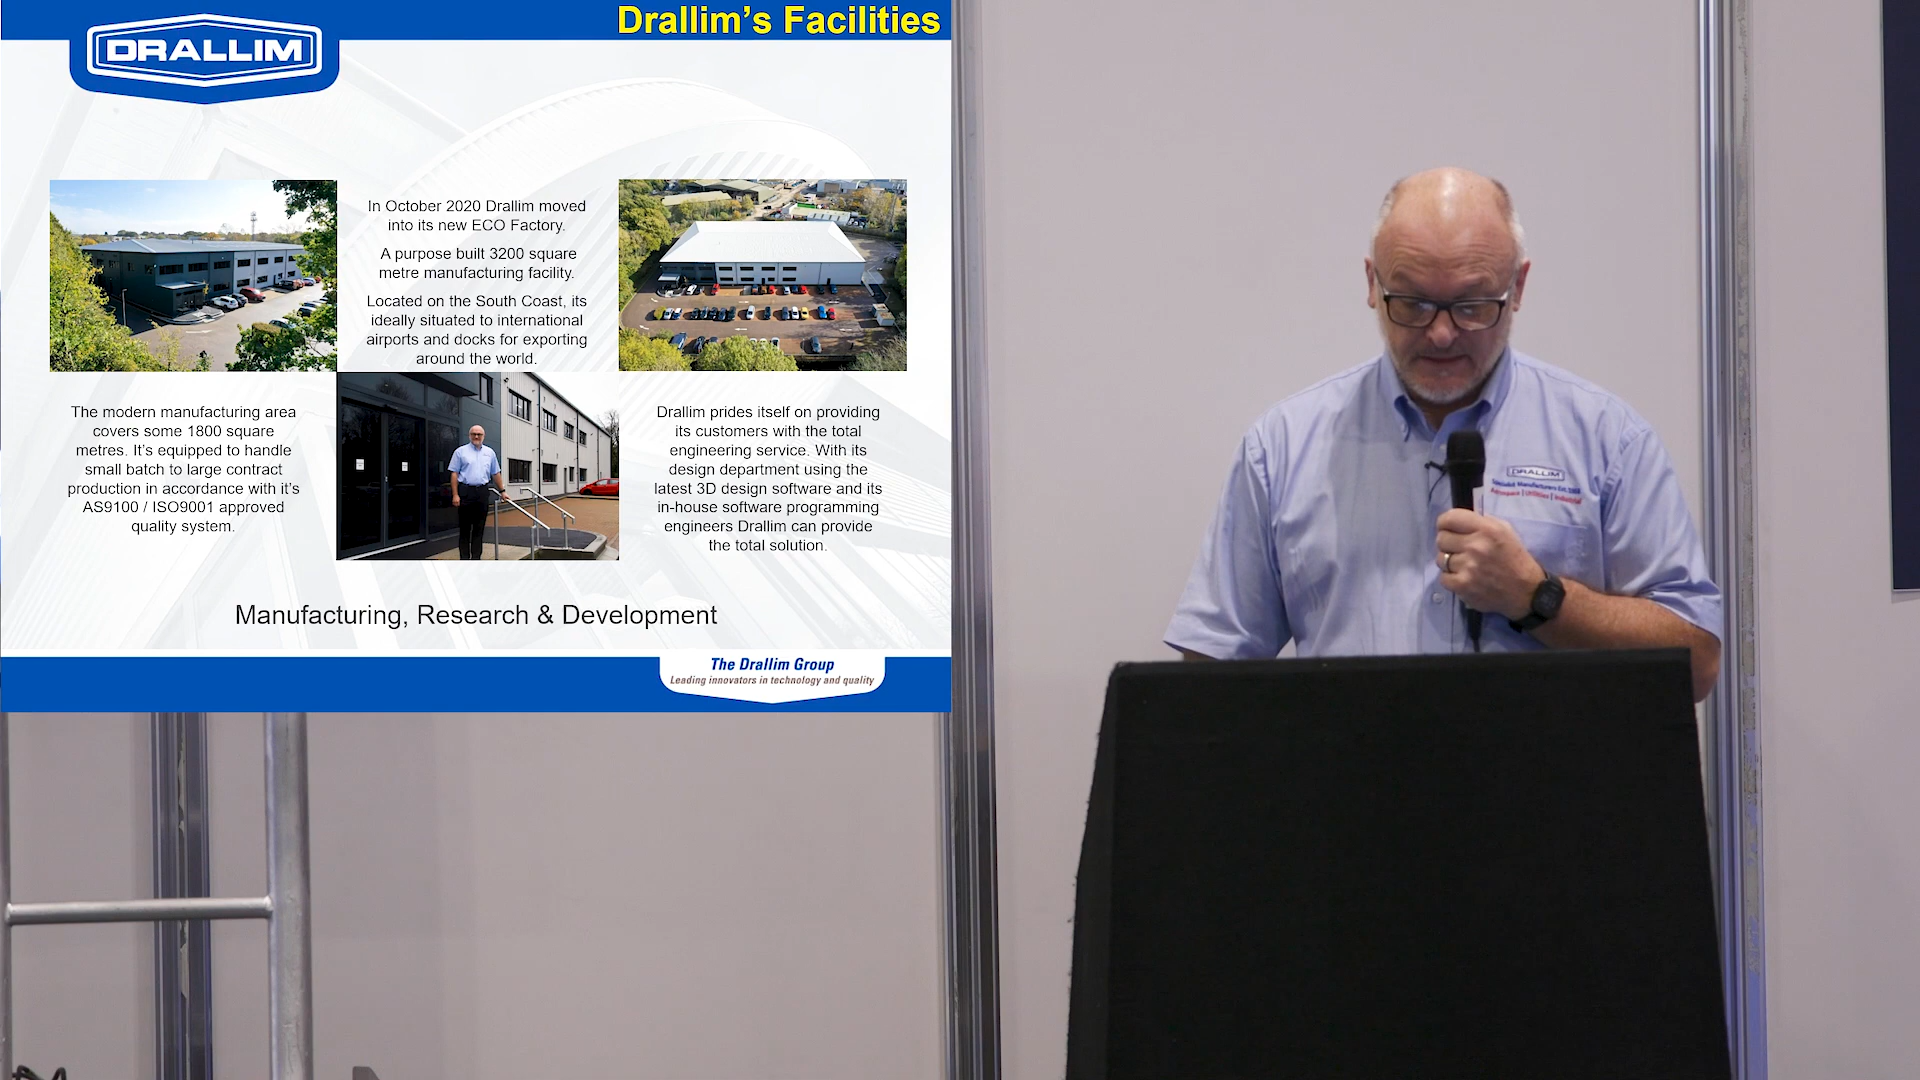 Drallim's Facilities
DRALLIM
In October 2020 Drallim moved
into its new ECO Factory.
A purpose built 3200 square
metre manufacturing facility.
Located on the South Coast, its
ideally situated to international
airports and docks for exporting
around the world.
The modern manufacturing area
covers some 1800 square
metres. It's equipped to handle
small batch to large contract
production in accordance with it's
AS9100 / ISO9001 approved
quality system.
Drallim prides itself on providing
its customers with the total
engineering service. With its
design department using the
latest 3D design software and its
in-house software programming
engineers Drallim can provide
the total solution.
Manufacturing, Research & Development
The Drallim Group
Leading innovators in technology and quality
DRALLIM
Specialist Manufacturers Est.
Aerospace | Utilities | Industrial